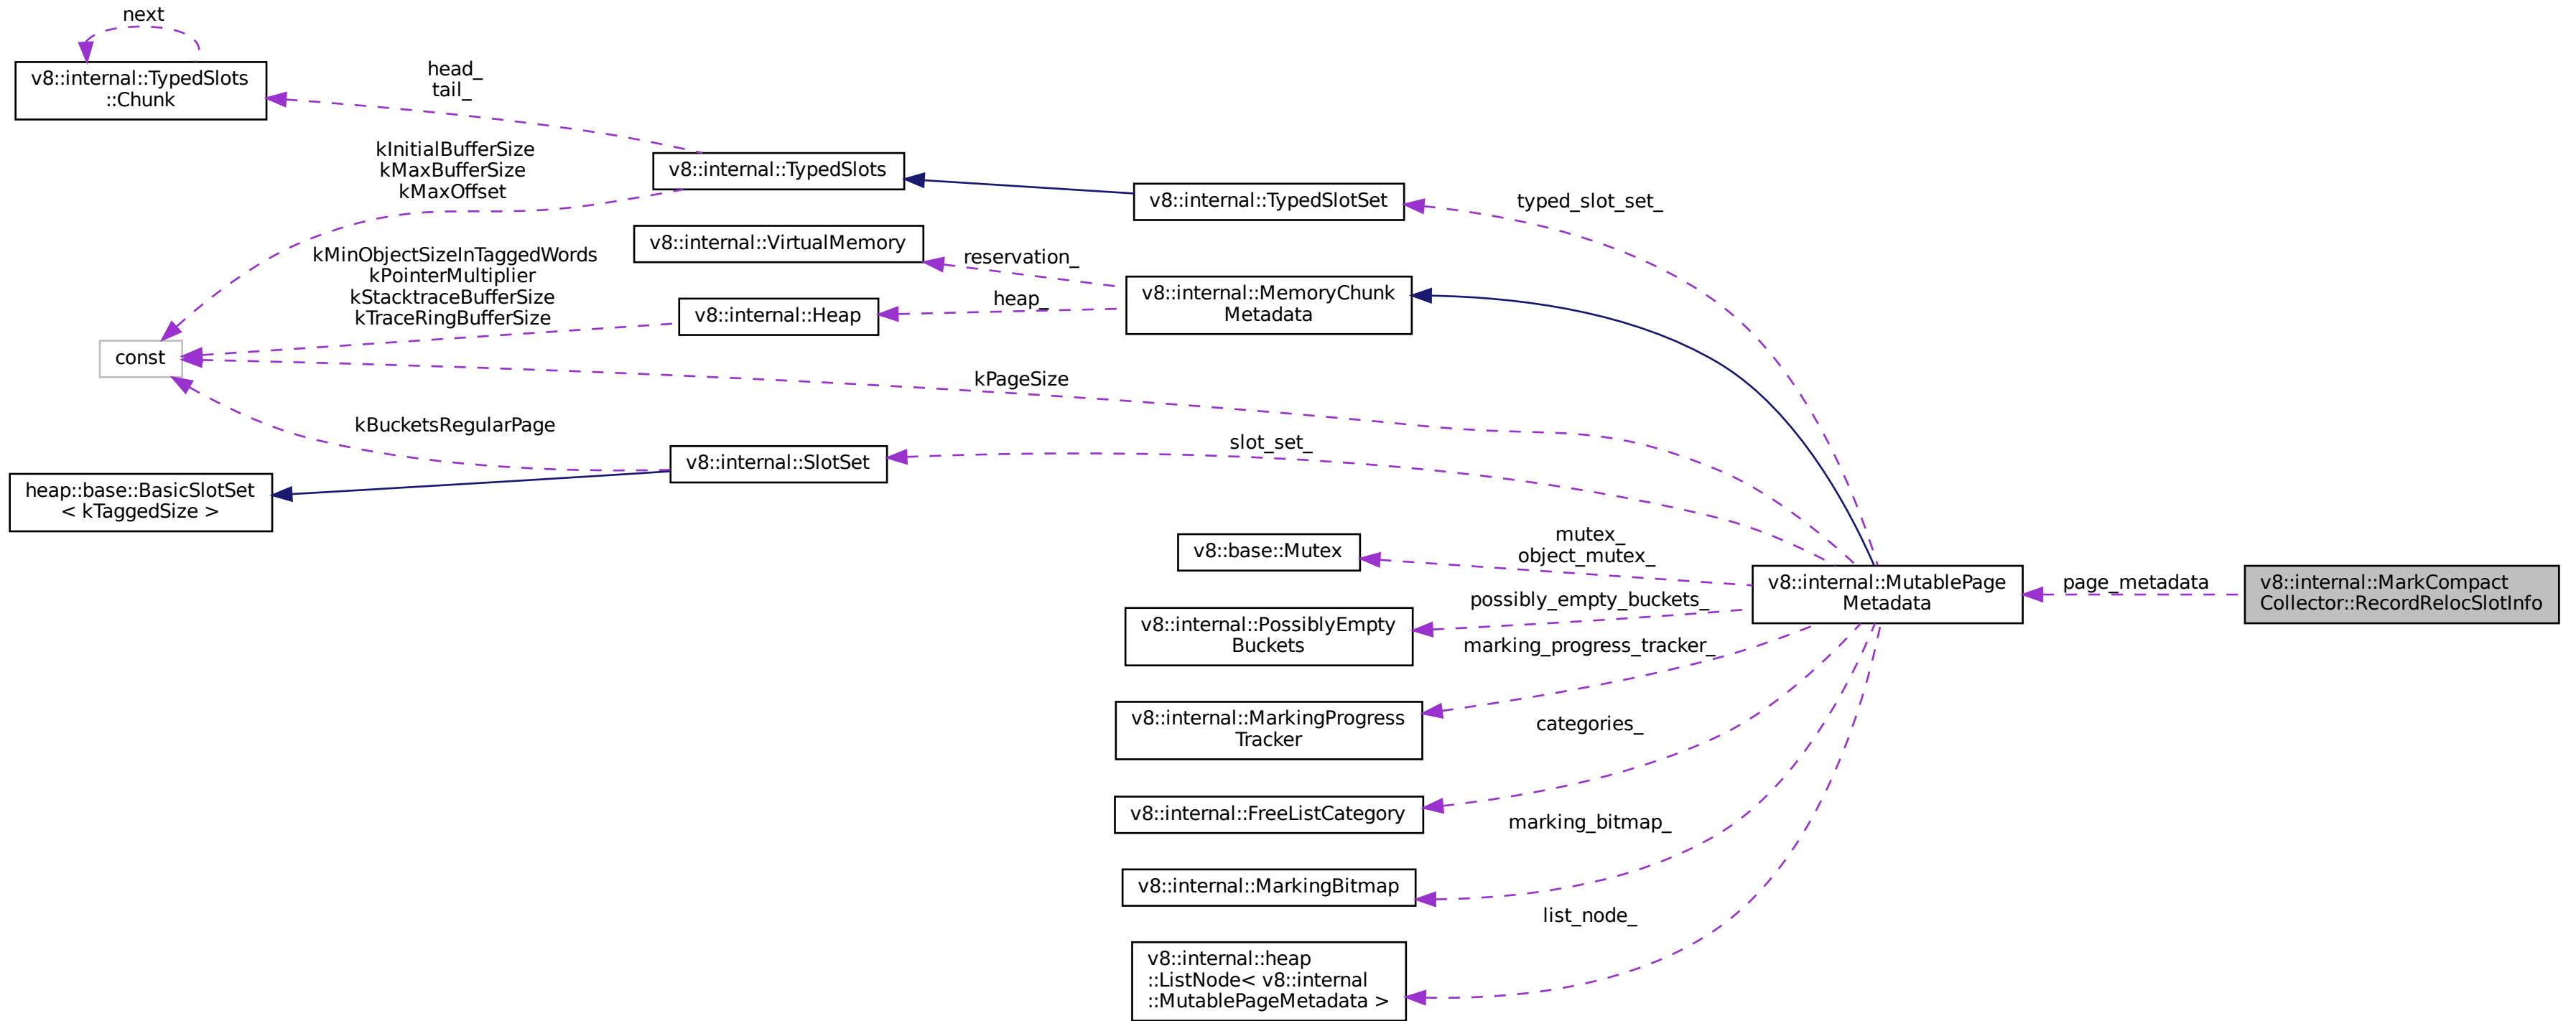 next
v8::internal::TypedSlots
::Chunk
head_
tail_
kInitialBufferSize
kMaxBufferSize
kMaxOffset
v8::internal::TypedSlots
v8::internal::TypedSlotSet
typed_slot_set_
v8::internal::VirtualMemory
reservation_
kMinObjectSizeInTaggedWords
kPointerMultiplier
kStacktraceBufferSize
kTraceRingBufferSize
v8::internal::Heap
heap_
v8::internal::MemoryChunk
Metadata
const
kPageSize
kBucketsRegularPage
slot_set_
v8::internal::SlotSet
heap::base::BasicSlotSet
< kTaggedSize >
v8::base::Mutex
mutex_
object_mutex_
v8::internal::MutablePage
Metadata
page_metadata
v8::internal::MarkCompact
Collector::RecordRelocSlotInfo
possibly_empty_buckets_
v8::internal::PossiblyEmpty
Buckets
marking_progress_tracker_
v8::internal::MarkingProgress
Tracker
categories_
v8::internal::FreeListCategory
marking_bitmap_
v8::internal::MarkingBitmap
list_node_
v8::internal::heap
::ListNode< v8::internal
::MutablePageMetadata >